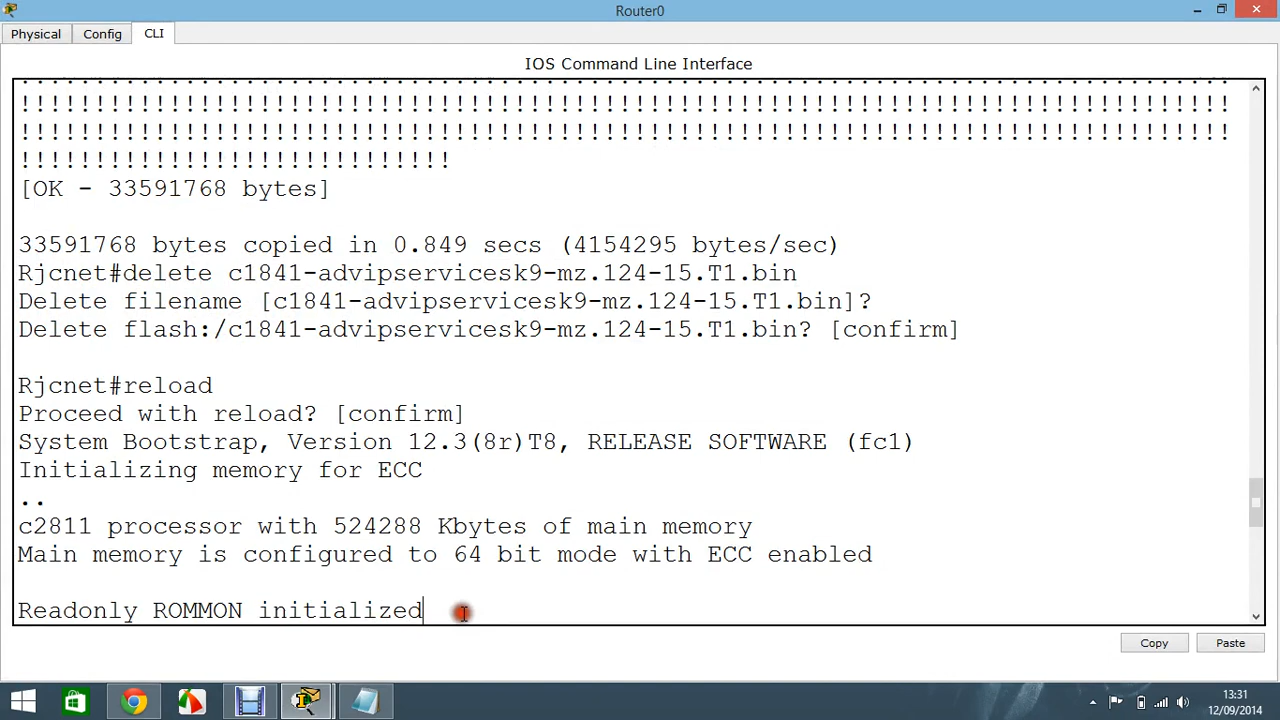 Router0
Physical
Config
CLI
IOS Command Line Interface
!!!!!!!!!!!!!!!!!!!!!!!!!!!!!!!!!!!!!!!!!!!!!!!!!!!!!!!!!!!!!!!!!!!!!!!!!!!!!!!!!
!!!!!!!!!!!!!!!!!!!!!!!!!!!!!!!!!!!!!!!!!!!!!!!!!!!!!!!!!!!!!!!!!!!!!!!!!!!!!!!!!
!!!!!!!!!!!!!!!!!!!!!!!!!!!!!
[OK - 33591768 bytes]
33591768 bytes copied in 0.849 secs (4154295 bytes/sec)
Rjcnet#delete c1841-advipservicesk9-mz.124-15.T1.bin
Delete filename [c1841-advipservicesk9-mz.124-15.T1.bin]?
Delete flash:/c1841-advipservicesk9-mz.124-15.T1.bin? [confirm]
Rjcnet#reload
Proceed with reload? [confirm]
System Bootstrap, Version 12.3(8r)T8, RELEASE SOFTWARE (fc1)
Initializing memory for ECC
..
c2811 processor with 524288 Kbytes of main memory
Main memory is configured to 64 bit mode with ECC enabled
Readonly ROMMON initialized
Copy
Paste
13:31
12/09/2014